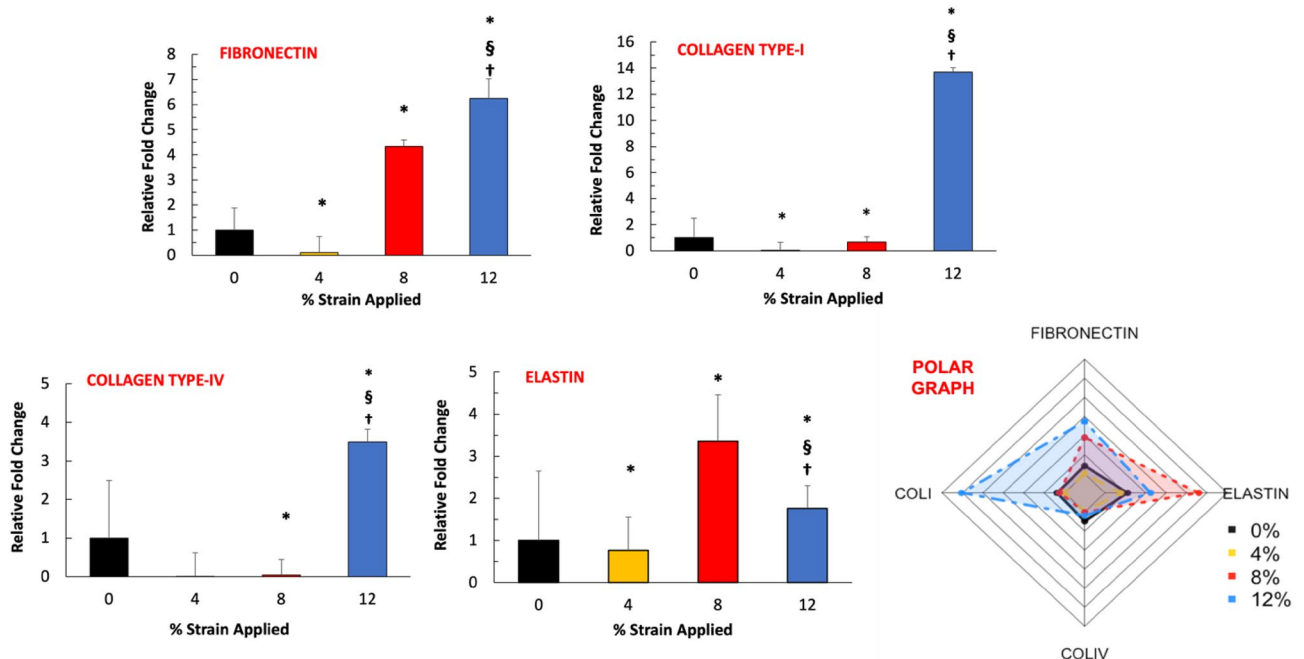 FIBRONECTIN
Relative Fold Change
8
7
6
5
4
3
2
1
0
*
*
*
§
†
0 4 8 12
% Strain Applied
COLLAGEN TYPE-I
Relative Fold Change
16
14
12
10
8
6
4
2
0
*
*
*
§
†
0 4 8 12
% Strain Applied
COLLAGEN TYPE-IV
Relative Fold Change
5
4
3
2
1
0
*
*
§
†
0 4 8 12
% Strain Applied
ELASTIN
Relative Fold Change
5
4
3
2
1
0
*
*
*
§
†
0 4 8 12
% Strain Applied
POLAR
GRAPH
FIBRONECTIN
COLI
ELASTIN
COLIV
0%
4%
8%
12%